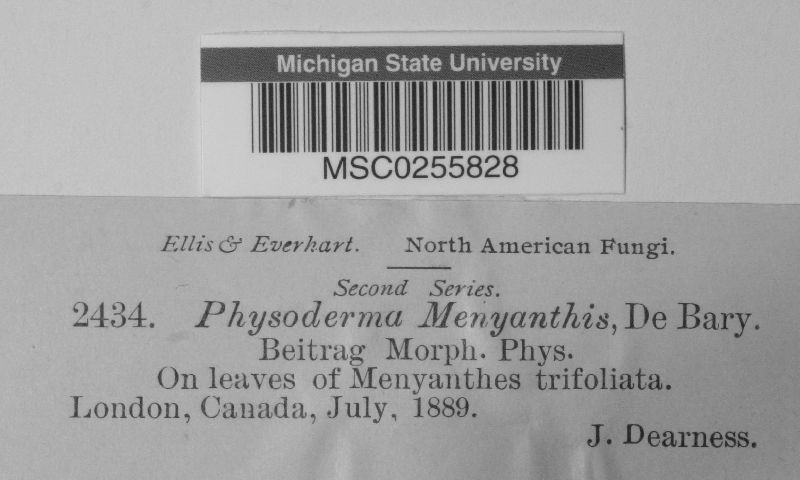 Michigan State University
MSC0255828
Ellis & Everhart. North American Fungi.
Second Series.
2434. Physoderma Menyanthis, De Bary.
Beitrag Morph. Phys.
On leaves of Menyanthes trifoliata.
London, Canada, July, 1889.
J. Dearness.